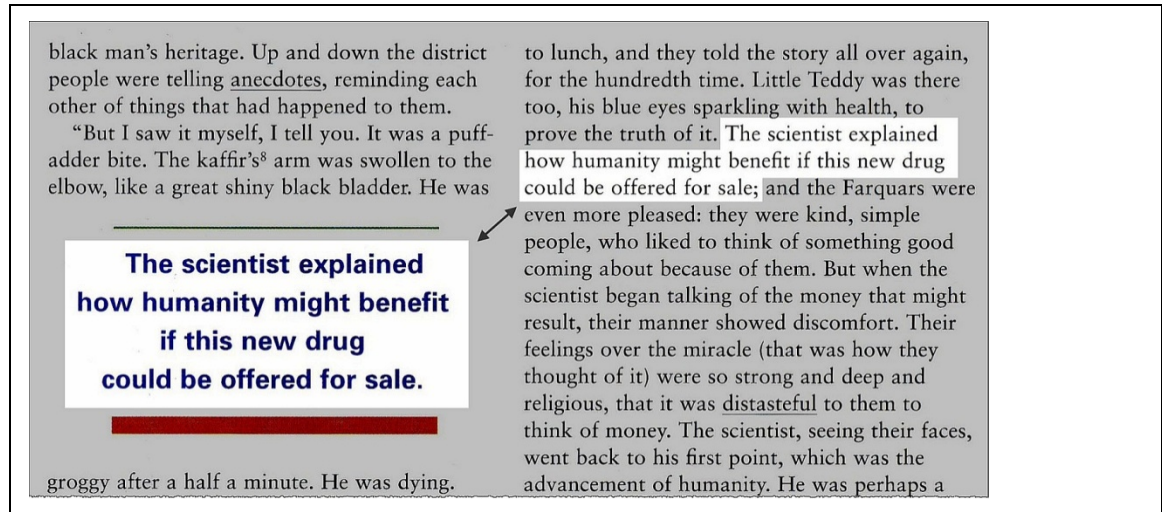 black man's heritage. Up and down the district
people were telling anecdotes, reminding each
other of things that had happened to them.
“But I saw it myself, I tell you. It was a puff-
adder bite. The kaffir's⁸ arm was swollen to the
elbow, like a great shiny black bladder. He was
The scientist explained
how humanity might benefit
if this new drug
could be offered for sale.
groggy after a half a minute. He was dying.
to lunch, and they told the story all over again,
for the hundredth time. Little Teddy was there
too, his blue eyes sparkling with health, to
prove the truth of it. The scientist explained
how humanity might benefit if this new drug
could be offered for sale; and the Farquars were
even more pleased: they were kind, simple
people, who liked to think of something good
coming about because of them. But when the
scientist began talking of the money that might
result, their manner showed discomfort. Their
feelings over the miracle (that was how they
thought of it) were so strong and deep and
religious, that it was distasteful to them to
think of money. The scientist, seeing their faces,
went back to his first point, which was the
advancement of humanity. He was perhaps a